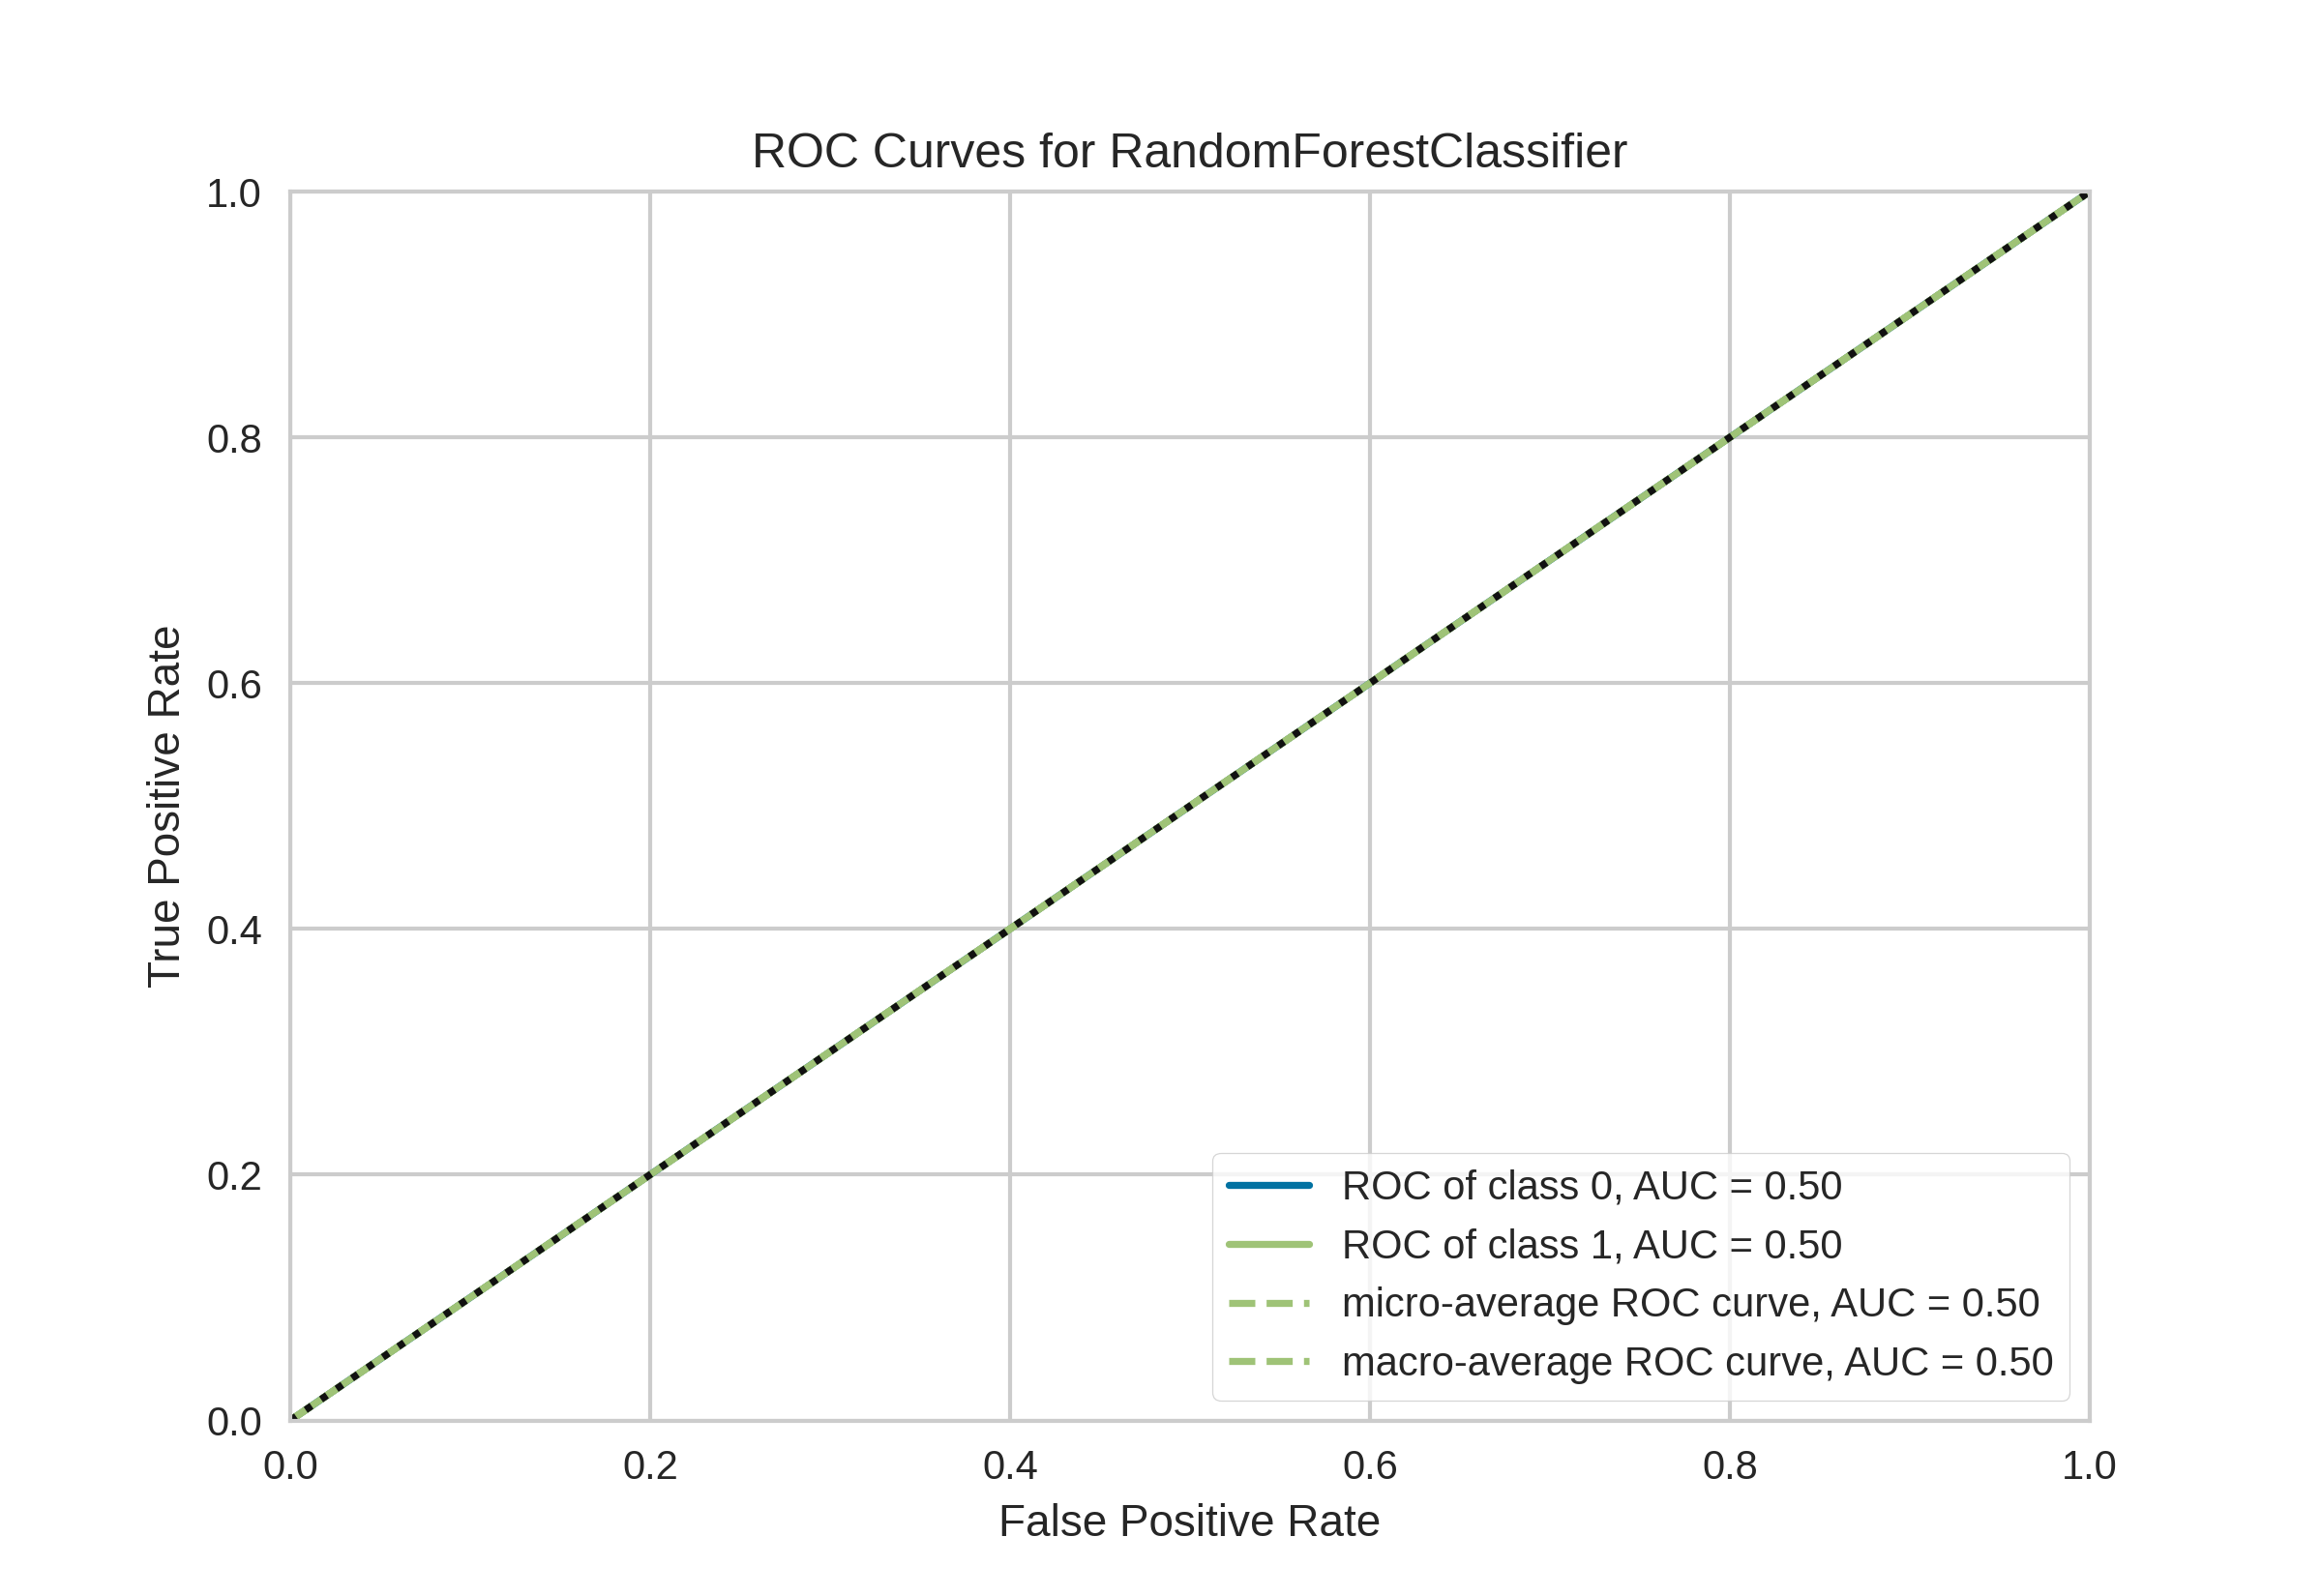 ROC Curves for RandomForestClassifier
True Positive Rate
1.0
0.8
0.6
0.4
0.2
0.0
ROC of class 0, AUC = 0.50
ROC of class 1, AUC = 0.50
micro-average ROC curve, AUC = 0.50
macro-average ROC curve, AUC = 0.50
0.0 0.2 0.4 0.6 0.8 1.0
False Positive Rate